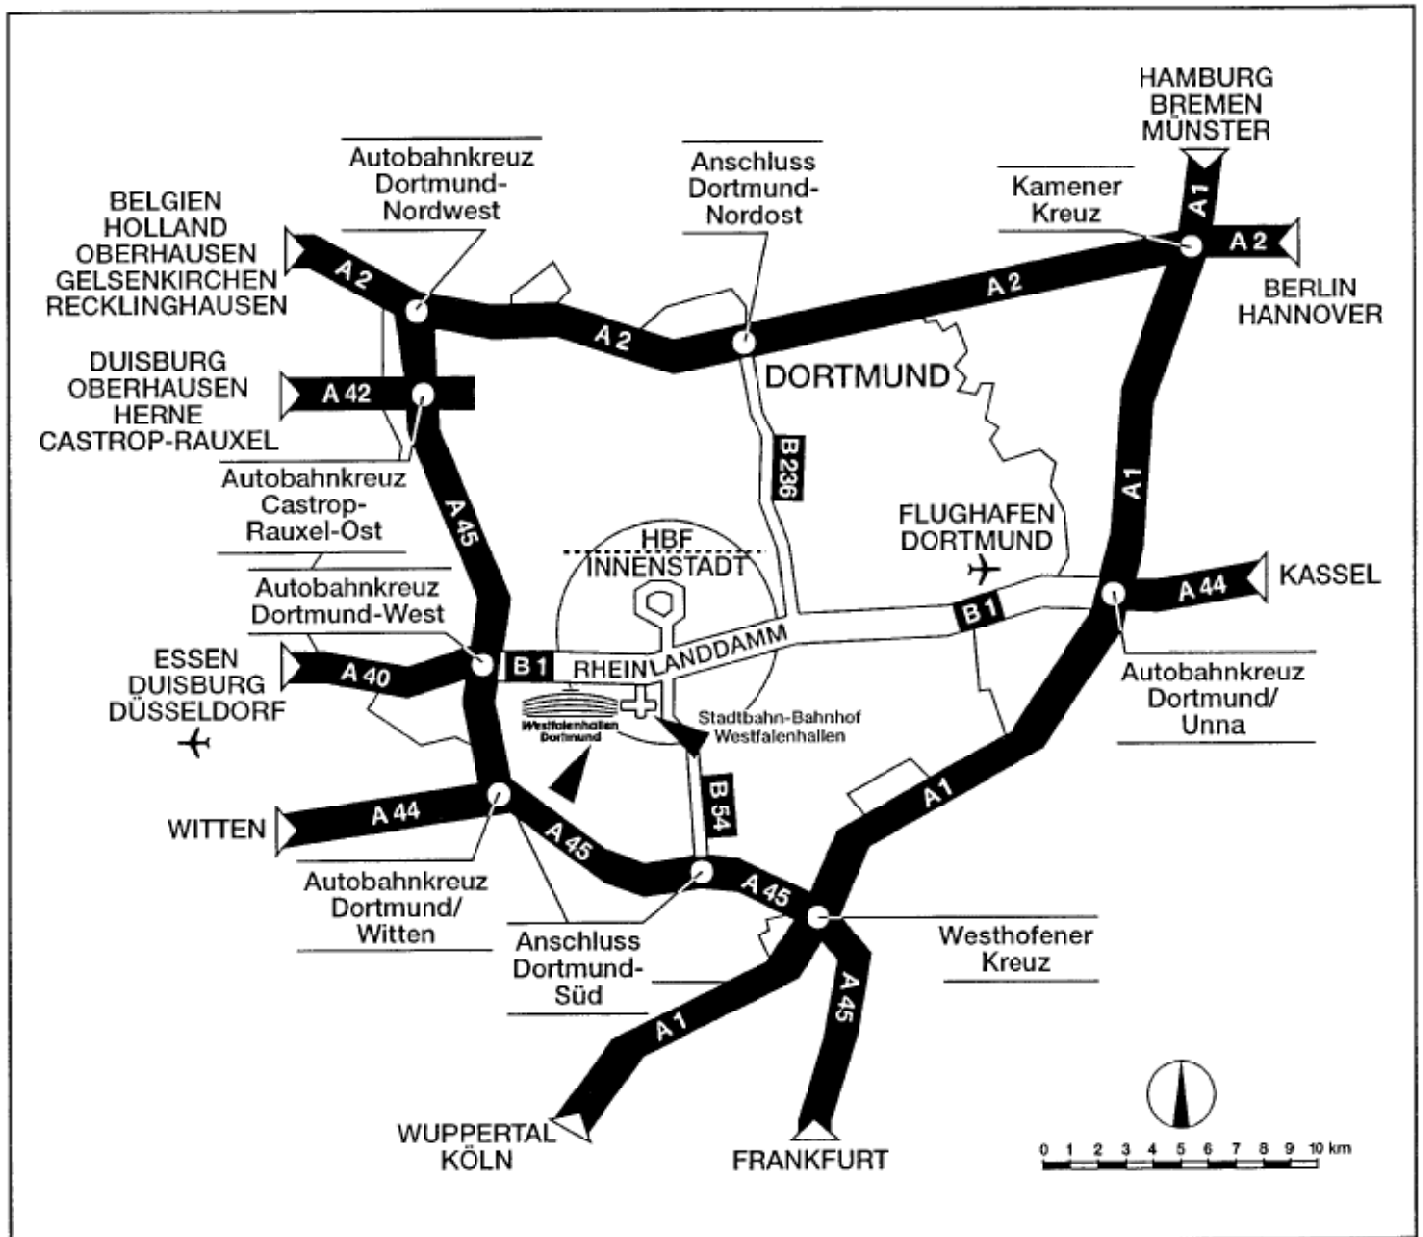 HAMBURG
BREMEN
MÜNSTER
Autobahnkreuz
Dortmund-
Nordwest
Anschluss
Dortmund-
Nordost
Kamener
Kreuz
A1
BELGIEN
HOLLAND
OBERHAUSEN
GELSENKIRCHEN
RECKLINGHAUSEN
A 2
A 2
A 2
A 2
BERLIN
HANNOVER
DUISBURG
OBERHAUSEN
HERNE
CASTROP-RAUXEL
A 42
DORTMUND
Autobahnkreuz
Castrop-
Rauxel-Ost
A 45
B 236
A1
FLUGHAFEN
DORTMUND
HBF
INNENSTADT
Autobahnkreuz
Dortmund-West
B 1
A 44
KASSEL
ESSEN
DUISBURG
DÜSSELDORF
A 40
B 1
RHEINLANDDAMM
Autobahnkreuz
Dortmund/
Unna
Westfalenhallen
Dortmund
Stadtbahn-Bahnhof
Westfalenhallen
WITTEN
A 44
A 45
B 54
A1
Autobahnkreuz
Dortmund/
Witten
A 45
Anschluss
Dortmund-
Süd
Westhofener
Kreuz
A 45
A 1
WUPPERTAL
KÖLN
FRANKFURT
0 1 2 3 4 5 6 7 8 9 10 km